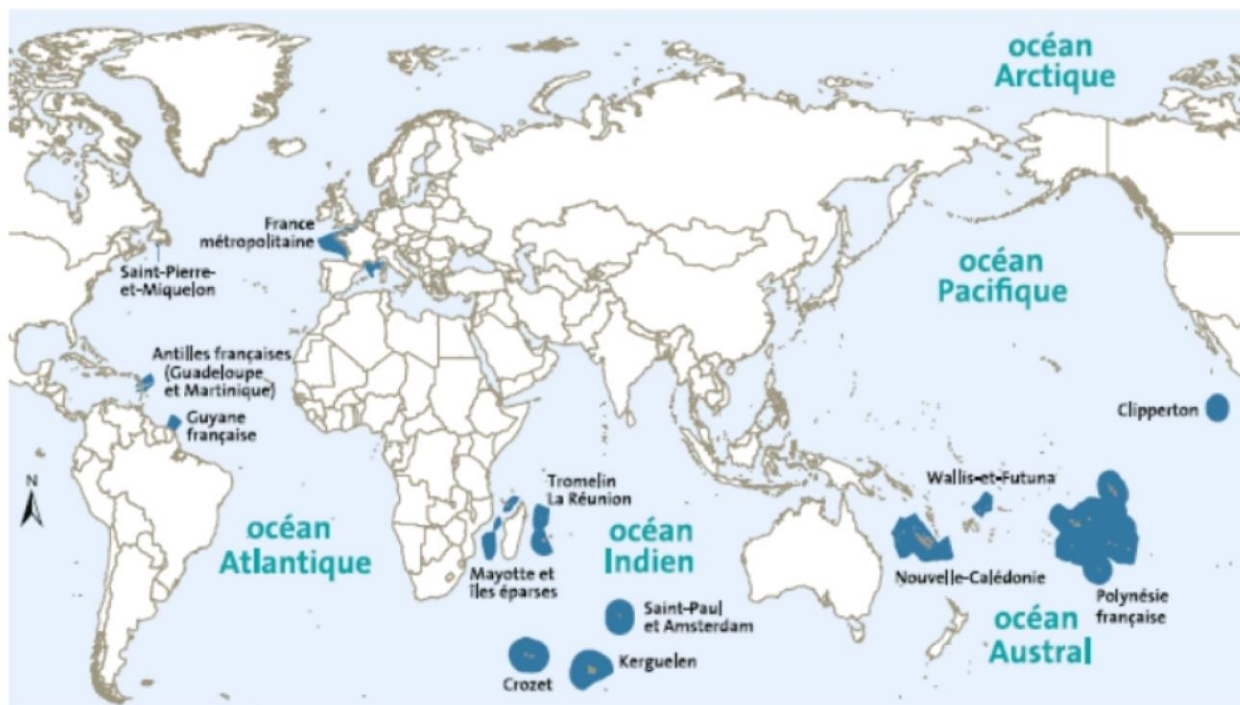 océan
Arctique
France
métropolitaine
Saint-Pierre-
et-Miquelon
océan
Pacifique
Antilles françaises
(Guadeloupe
et Martinique)
Guyane
française
Clipperton
N
Tromelin
La Réunion
Wallis-et-Futuna
océan
Atlantique
océan
Indien
Mayotte et
îles éparses
Nouvelle-Calédonie
Polynésie
française
Saint-Paul
et Amsterdam
océan
Austral
Kerguelen
Crozet